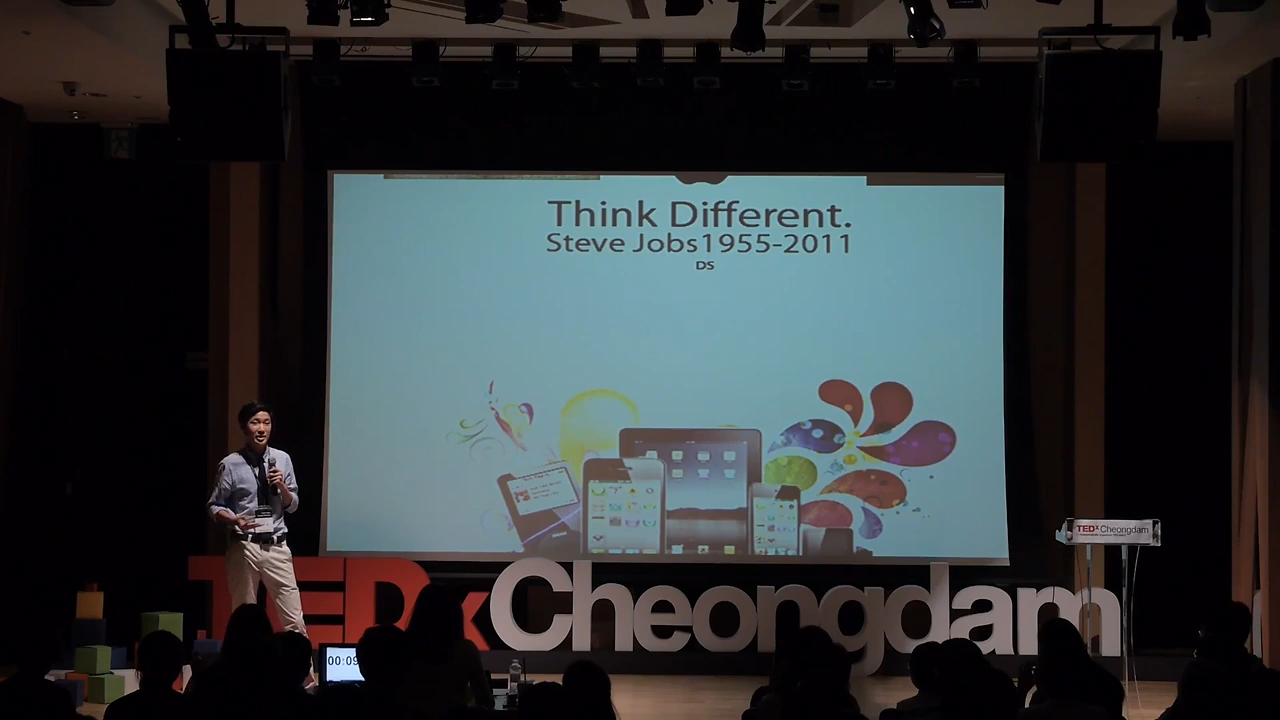 Think Different.
Steve Jobs1955-2011
DS
TEDxCheongdam
TEDxCheongdam
00:09